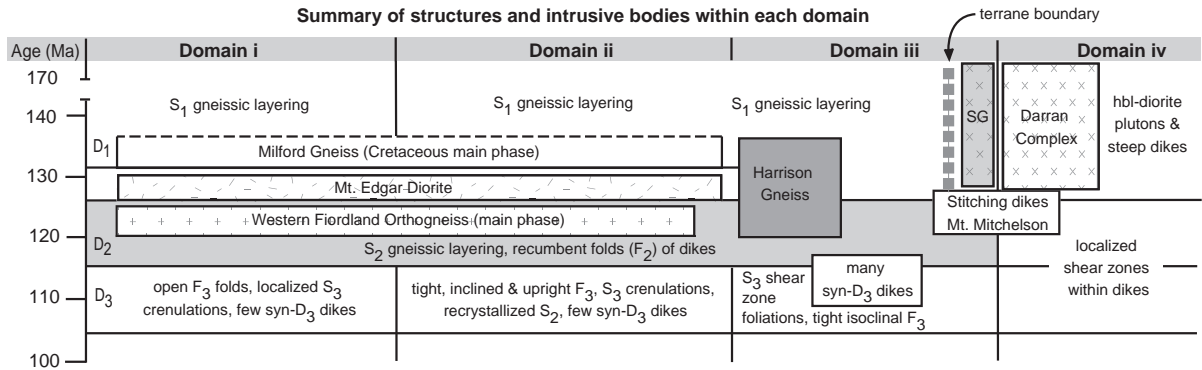 Summary of structures and intrusive bodies within each domain
terrane boundary
Age (Ma)
Domain i
Domain ii
Domain iii
Domain iv
170
140
130
120
110
100
D1
D2
D3
S1 gneissic layering
S1 gneissic layering
S1 gneissic layering
Milford Gneiss (Cretaceous main phase)
Mt. Edgar Diorite
Western Fiordland Orthogneiss (main phase)
S2 gneissic layering, recumbent folds (F2) of dikes
Harrison
Gneiss
SG
Darran
Complex
hbl-diorite
plutons &
steep dikes
Stitching dikes
Mt. Mitchelson
localized
shear zones
within dikes
open F3 folds, localized S3
crenulations, few syn-D3 dikes
tight, inclined & upright F3, S3 crenulations,
recrystallized S2, few syn-D3 dikes
S3 shear
zone
foliations, tight isoclinal F3
many
syn-D3 dikes